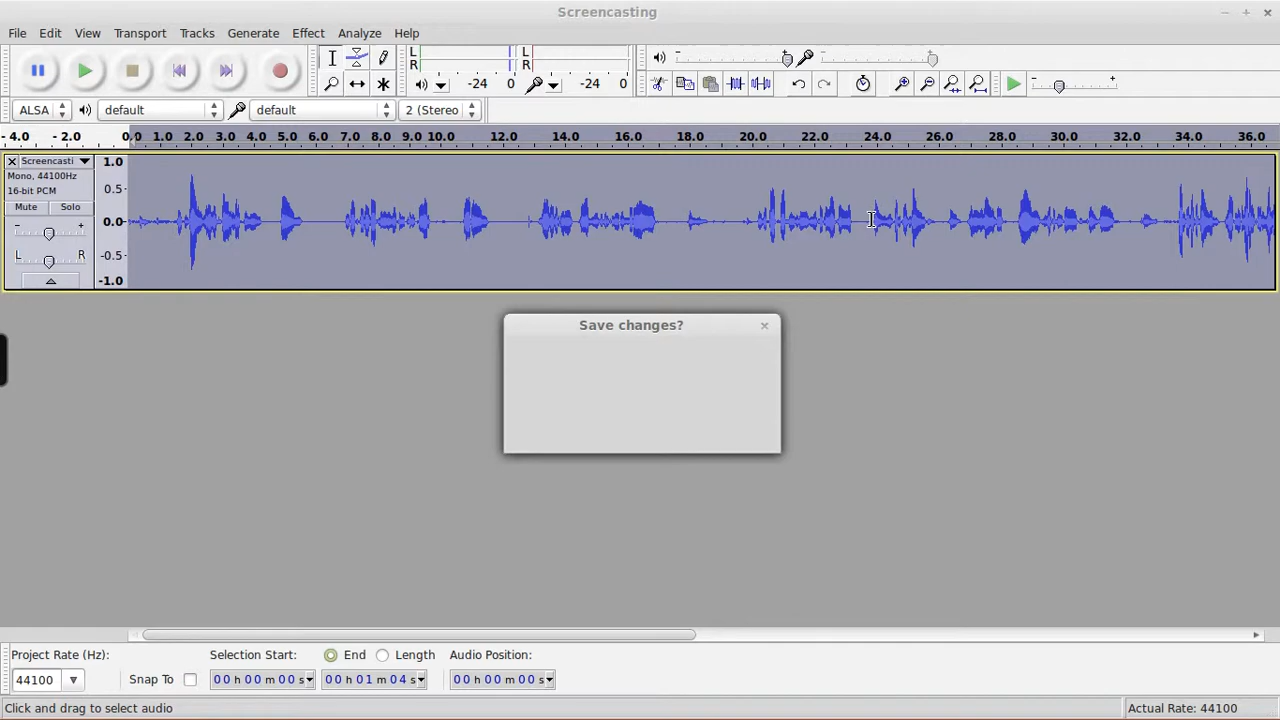 Screencasting
File Edit View Transport Tracks Generate Effect Analyze Help
L L
R R
-24 0 -24 0
- + - +
ALSA default default 2 (Stereo
- 4.0 - 2.0 0.0 1.0 2.0 3.0 4.0 5.0 6.0 7.0 8.0 9.0 10.0 12.0 14.0 16.0 18.0 20.0 22.0 24.0 26.0 28.0 30.0 32.0 34.0 36.0
Screencasti
Mono, 44100Hz
16-bit PCM
Mute Solo
- +
L R
1.0
0.5
0.0
-0.5
-1.0
Save changes?
Project Rate (Hz): Selection Start: End Length Audio Position:
44100 Snap To 00 h 00 m 00 s 00 h 01 m 04 s 00 h 00 m 00 s
Click and drag to select audio Actual Rate: 44100